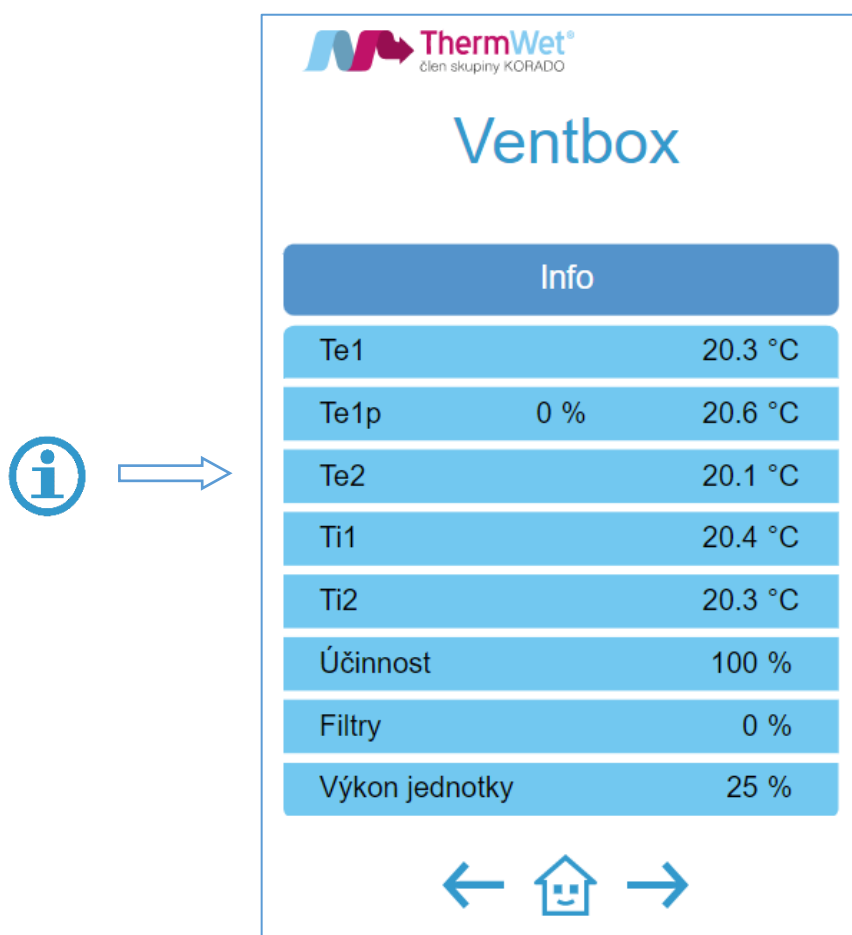 ThermWet®
člen skupiny KORADO
Ventbox
Info
Te1 20.3 °C
Te1p 0 % 20.6 °C
Te2 20.1 °C
Ti1 20.4 °C
Ti2 20.3 °C
Účinnost 100 %
Filtry 0 %
Výkon jednotky 25 %